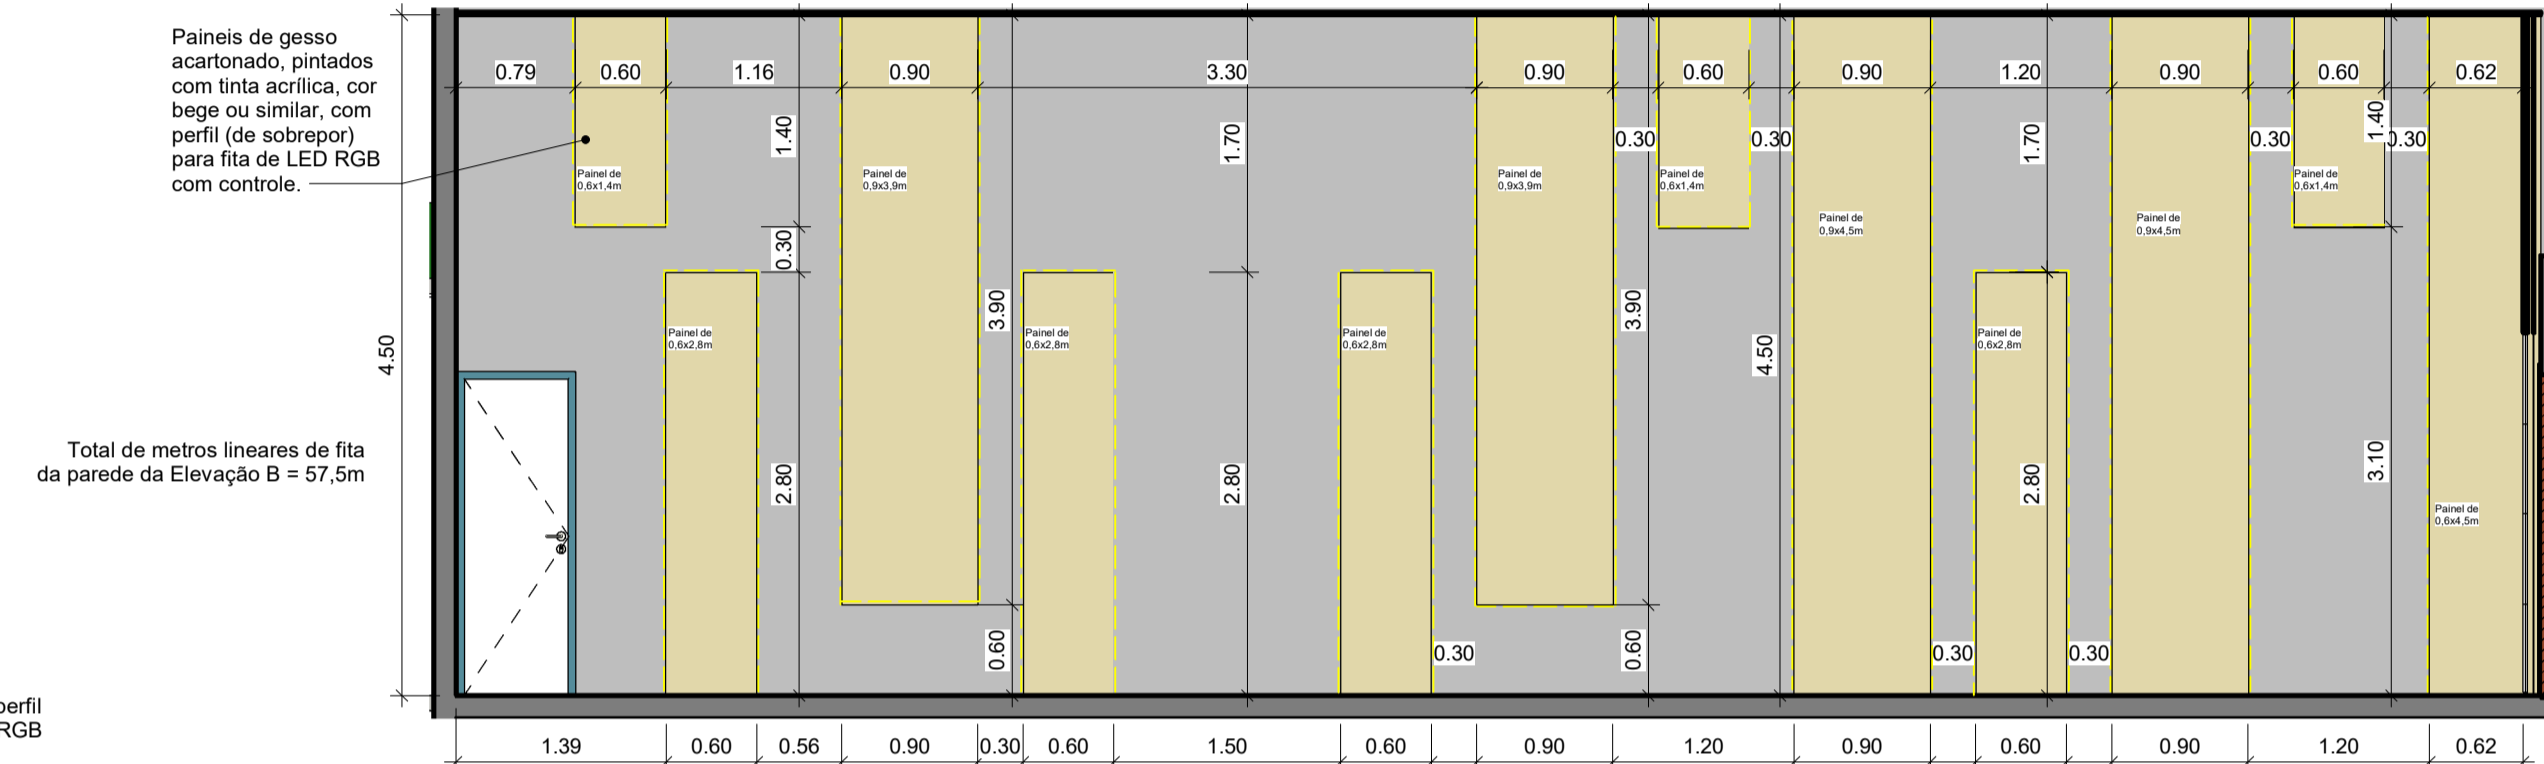 Paineis de gesso
acartonado, pintados
com tinta acrílica, cor
bege ou similar, com
perfil (de sobrepor)
para fita de LED RGB
com controle.
0.79 0.60 1.16 0.90 3.30 0.90 0.60 0.90 1.20 0.90 0.60 0.62
1.40 1.70 0.30 0.30 1.70 0.30 1.40 0.30
Painel de
0,6x1,4m
Painel de
0,9x3,9m
Painel de
0,9x3,9m
Painel de
0,6x1,4m
Painel de
0,6x1,4m
Painel de
0,9x4,5m
Painel de
0,9x4,5m
0.30
3.90 3.90
4.50 4.50
Painel de
0,6x2,8m
Painel de
0,6x2,8m
Painel de
0,6x2,8m
Painel de
0,6x2,8m
Total de metros lineares de fita
da parede da Elevação B = 57,5m
2.80 2.80 2.80 3.10
Painel de
0,6x4,5m
0.60 0.30 0.60 0.30 0.30
erfil
RGB
1.39 0.60 0.56 0.90 0.30 0.60 1.50 0.60 0.90 1.20 0.90 0.60 0.90 1.20 0.62